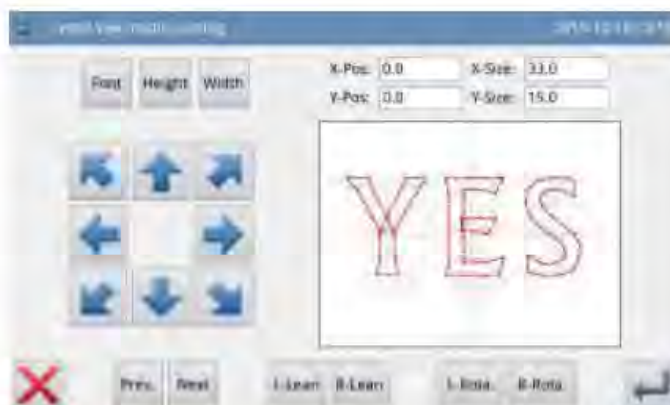 Font Height Width
X-Pos: 0.0 X-Size: 33.0
Y-Pos: 0.0 Y-Size: 15.0
YES
Prev. Next L-Lean R-Lean L-Rota. R-Rota.